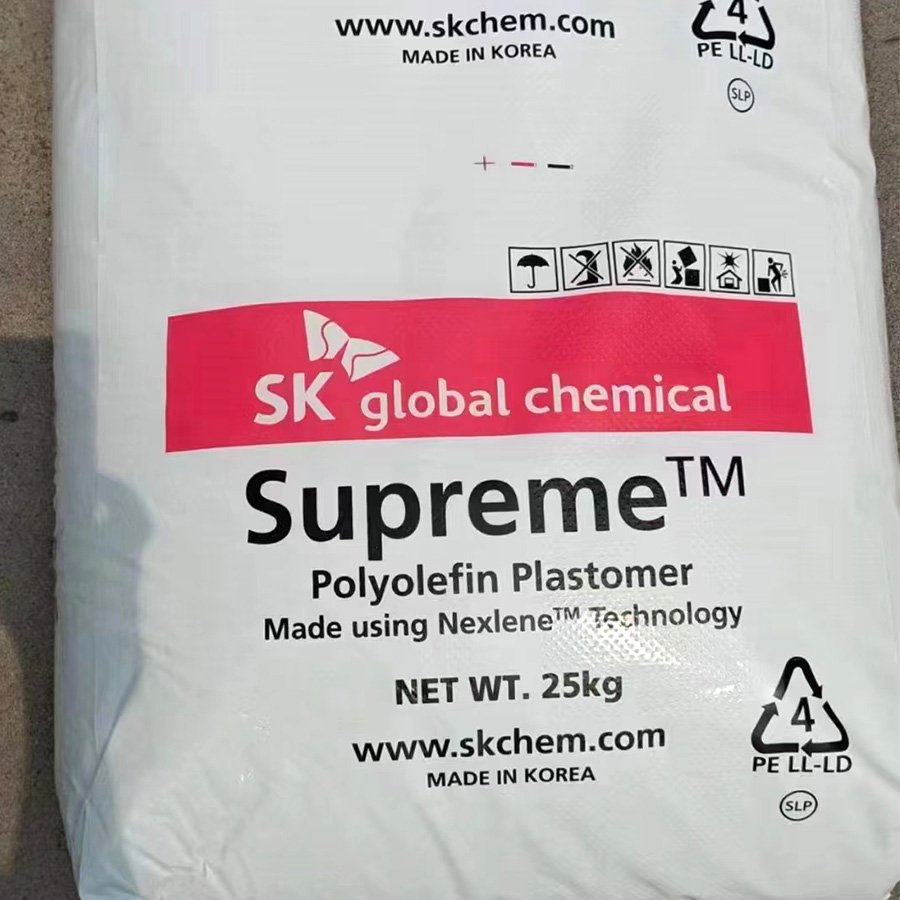 www.skchem.com
MADE IN KOREA
4
PE LL-LD
SLP
SK global chemical
Supreme™
Polyolefin Plastomer
Made using Nexlene™ Technology
NET WT. 25kg
www.skchem.com
MADE IN KOREA
4
PE LL-LD
SLP